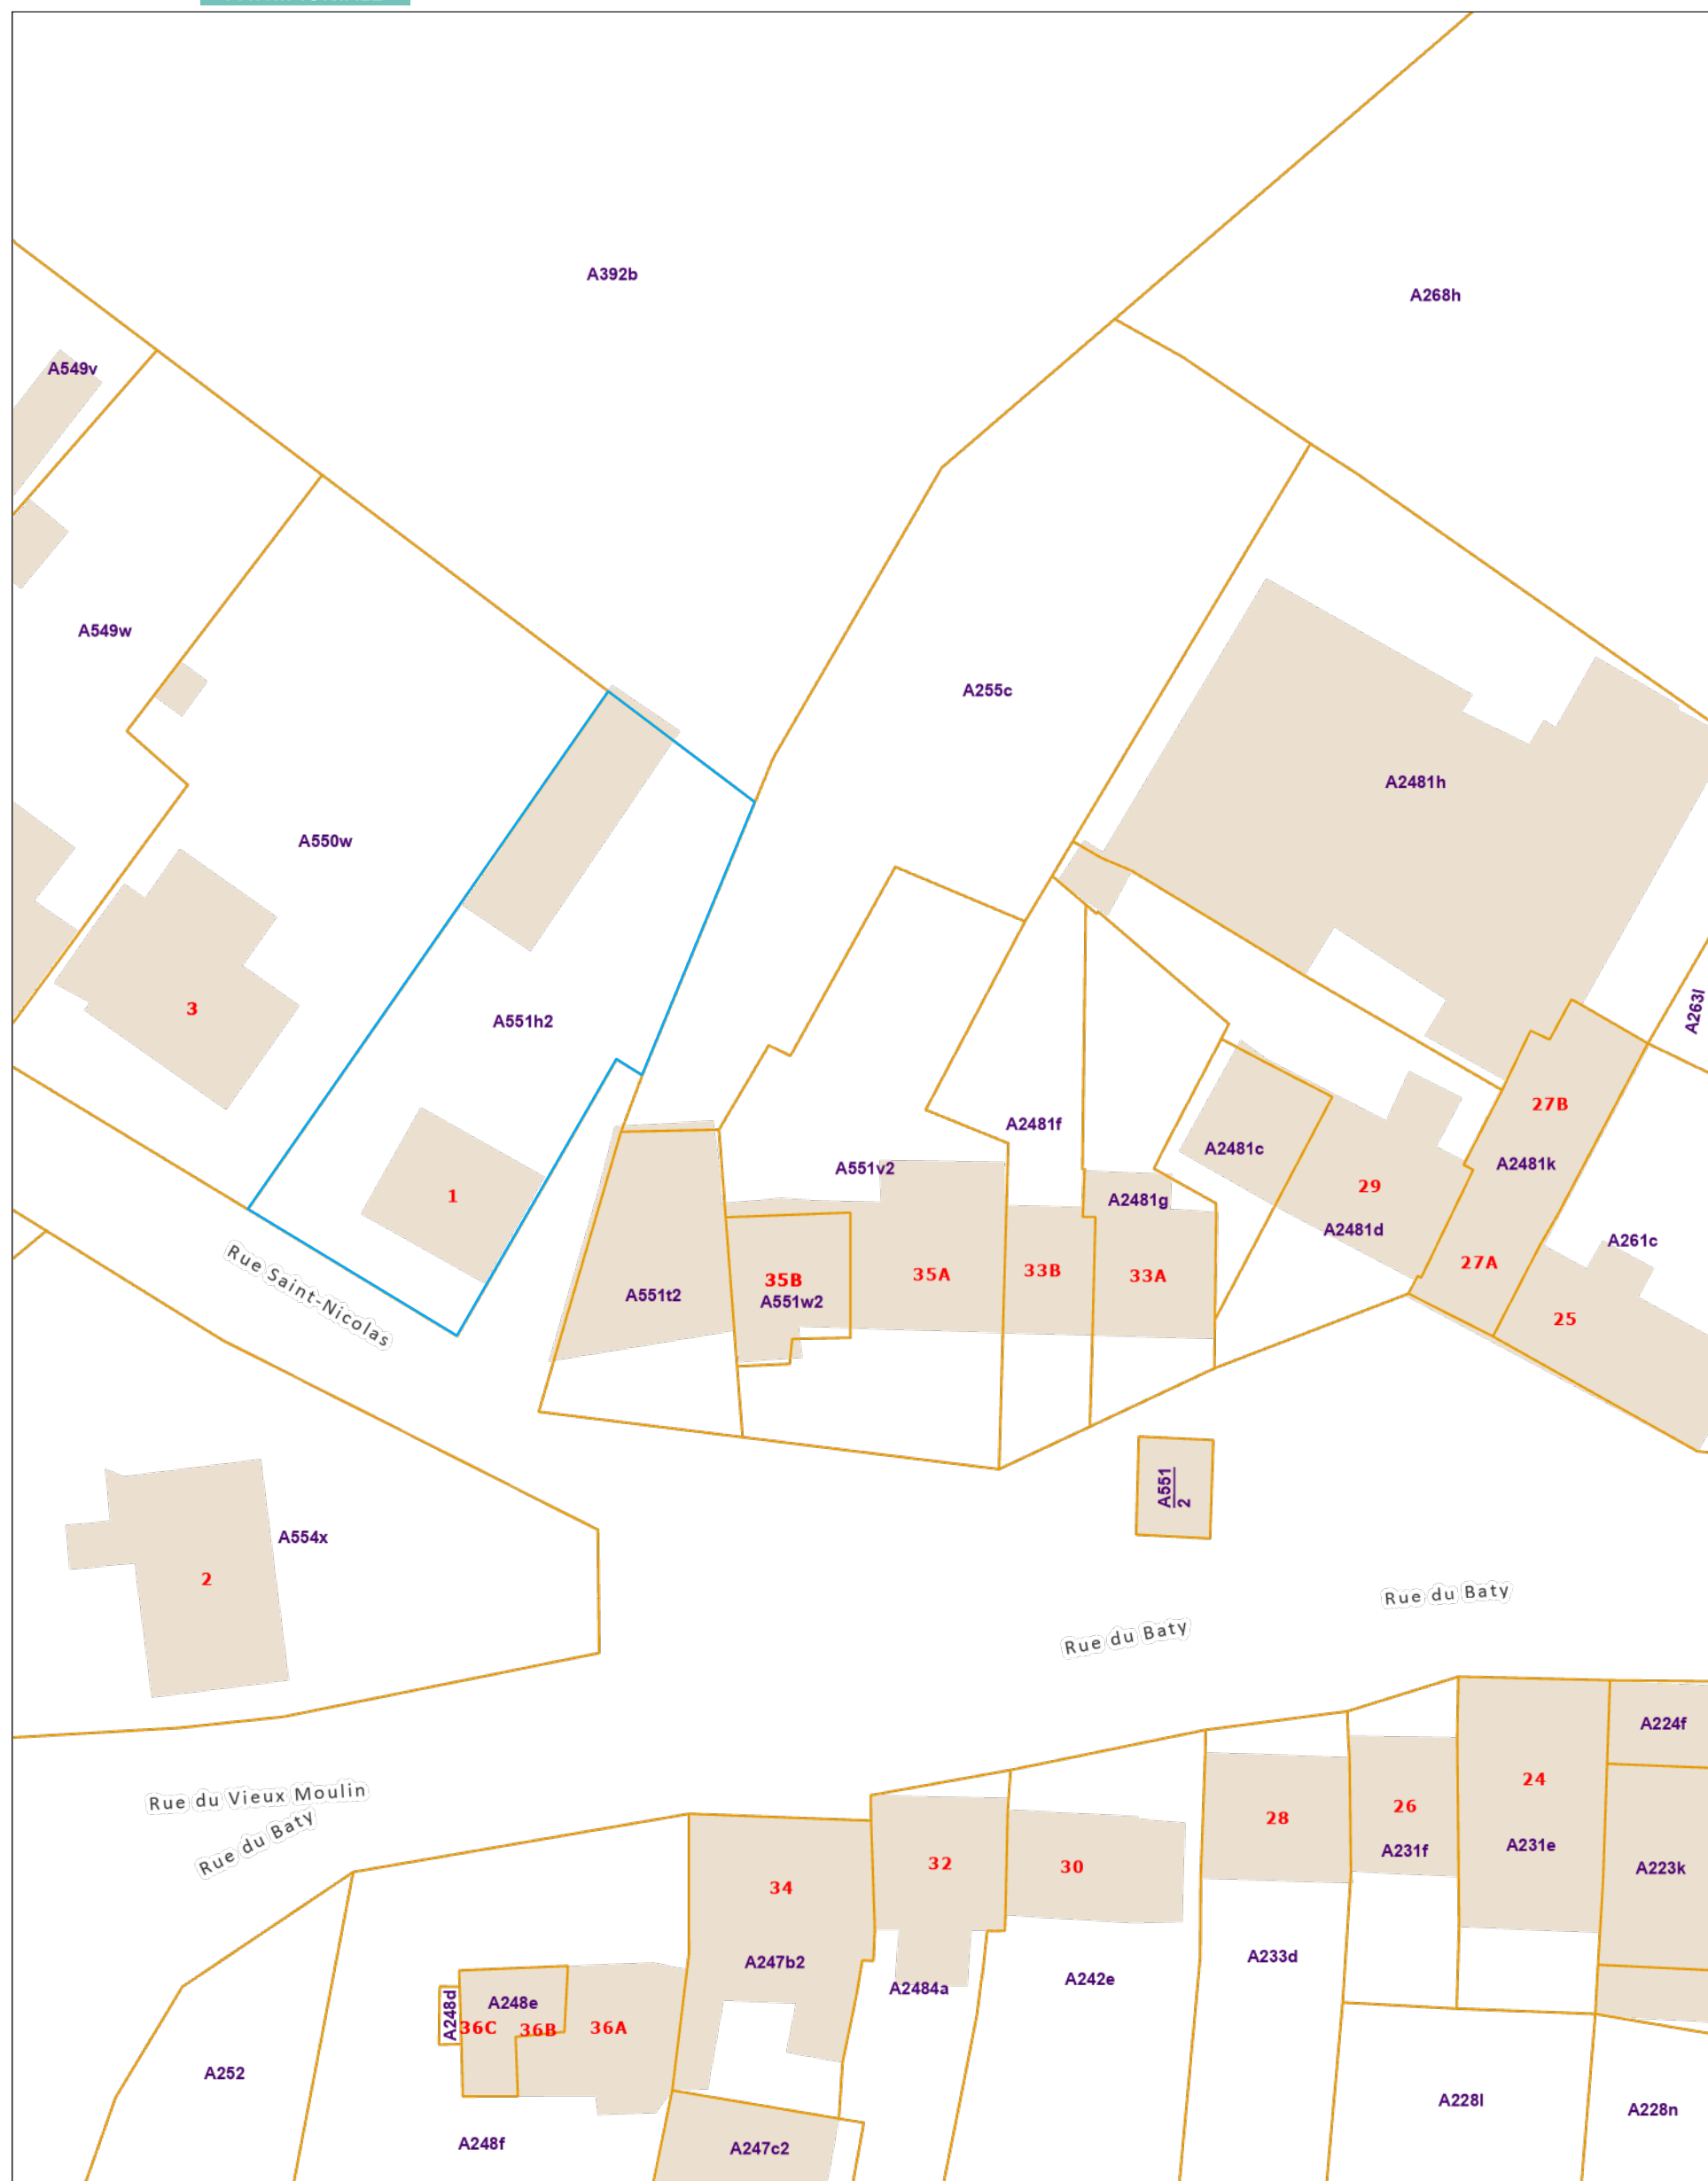 A392b
A268h
A549v
A549w
A255c
A2481h
A550w
3
A551h2
A263l
27B
A2481f
A2481c
A2481k
A551v2
29
1
A2481g
A2481d
A261c
Rue Saint-Nicolas
35B
35A
33B
33A
27A
A551t2
A551w2
25
A551
2
A554x
2
Rue du Baty
Rue du Baty
A224f
24
Rue du Vieux Moulin
26
28
Rue du Baty
A231f
A231e
32
30
A223k
34
A247b2
A233d
A2484a
A242e
A248d
A248e
36C
36B
36A
A252
A228l
A228n
A248f
A247c2